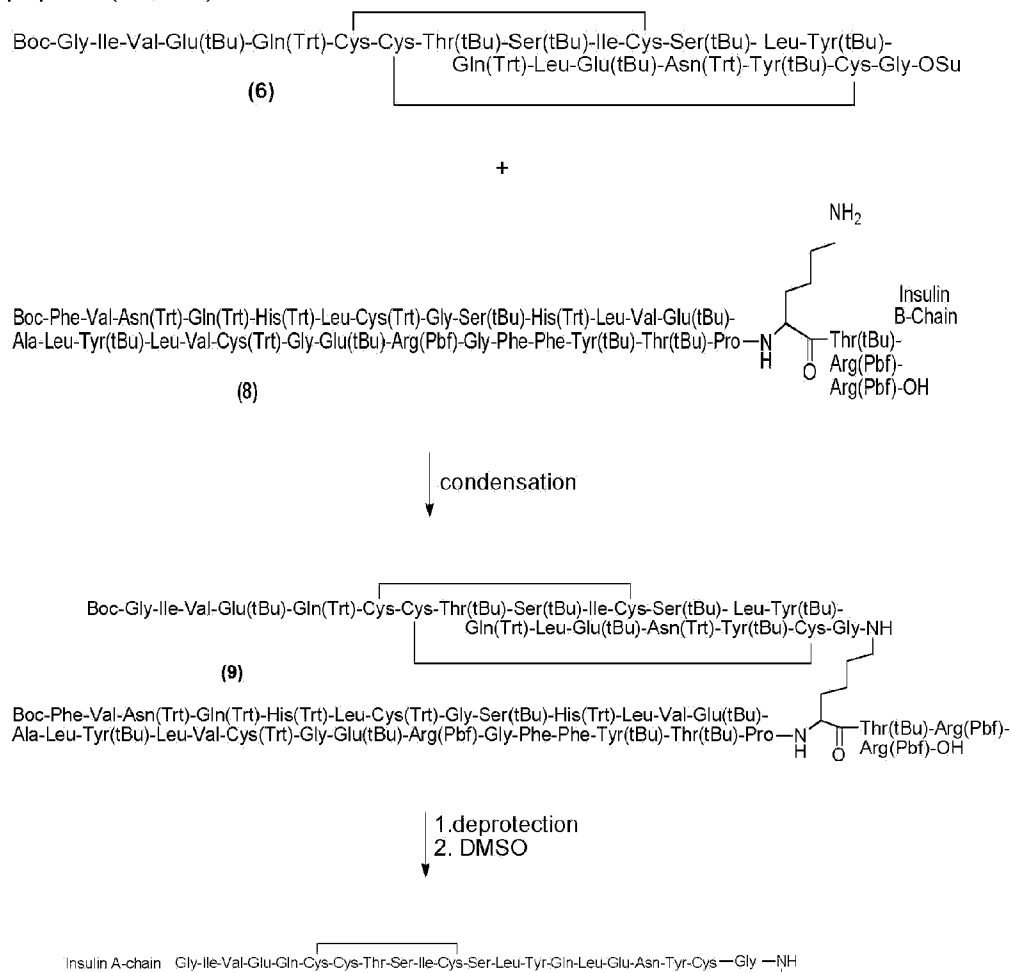 Boc-Gly-Ile-Val-Glu(tBu)-Gln(Trt)-Cys-Cys-Thr(tBu)-Ser(tBu)-Ile-Cys-Ser(tBu)- Leu-Tyr(tBu)-
Gln(Trt)-Leu-Glu(tBu)-Asn(Trt)-Tyr(tBu)-Cys-Gly-OSu
(6)
+
NH2
Insulin
B-Chain
Boc-Phe-Val-Asn(Trt)-Gln(Trt)-His(Trt)-Leu-Cys(Trt)-Gly-Ser(tBu)-His(Trt)-Leu-Val-Glu(tBu)-
Ala-Leu-Tyr(tBu)-Leu-Val-Cys(Trt)-Gly-Glu(tBu)-Arg(Pbf)-Gly-Phe-Phe-Tyr(tBu)-Thr(tBu)-Pro-N
H
O
Thr(tBu)-
Arg(Pbf)-
Arg(Pbf)-OH
(8)
condensation
Boc-Gly-Ile-Val-Glu(tBu)-Gln(Trt)-Cys-Cys-Thr(tBu)-Ser(tBu)-Ile-Cys-Ser(tBu)- Leu-Tyr(tBu)-
Gln(Trt)-Leu-Glu(tBu)-Asn(Trt)-Tyr(tBu)-Cys-Gly-NH
(9)
Boc-Phe-Val-Asn(Trt)-Gln(Trt)-His(Trt)-Leu-Cys(Trt)-Gly-Ser(tBu)-His(Trt)-Leu-Val-Glu(tBu)-
Ala-Leu-Tyr(tBu)-Leu-Val-Cys(Trt)-Gly-Glu(tBu)-Arg(Pbf)-Gly-Phe-Phe-Tyr(tBu)-Thr(tBu)-Pro-N
H
O
Thr(tBu)-Arg(Pbf)-
Arg(Pbf)-OH
1.deprotection
2. DMSO
Insulin A-chain Gly-Ile-Val-Glu-Gln-Cys-Cys-Thr-Ser-Ile-Cys-Ser-Leu-Tyr-Gln-Leu-Glu-Asn-Tyr-Cys-Gly-NH